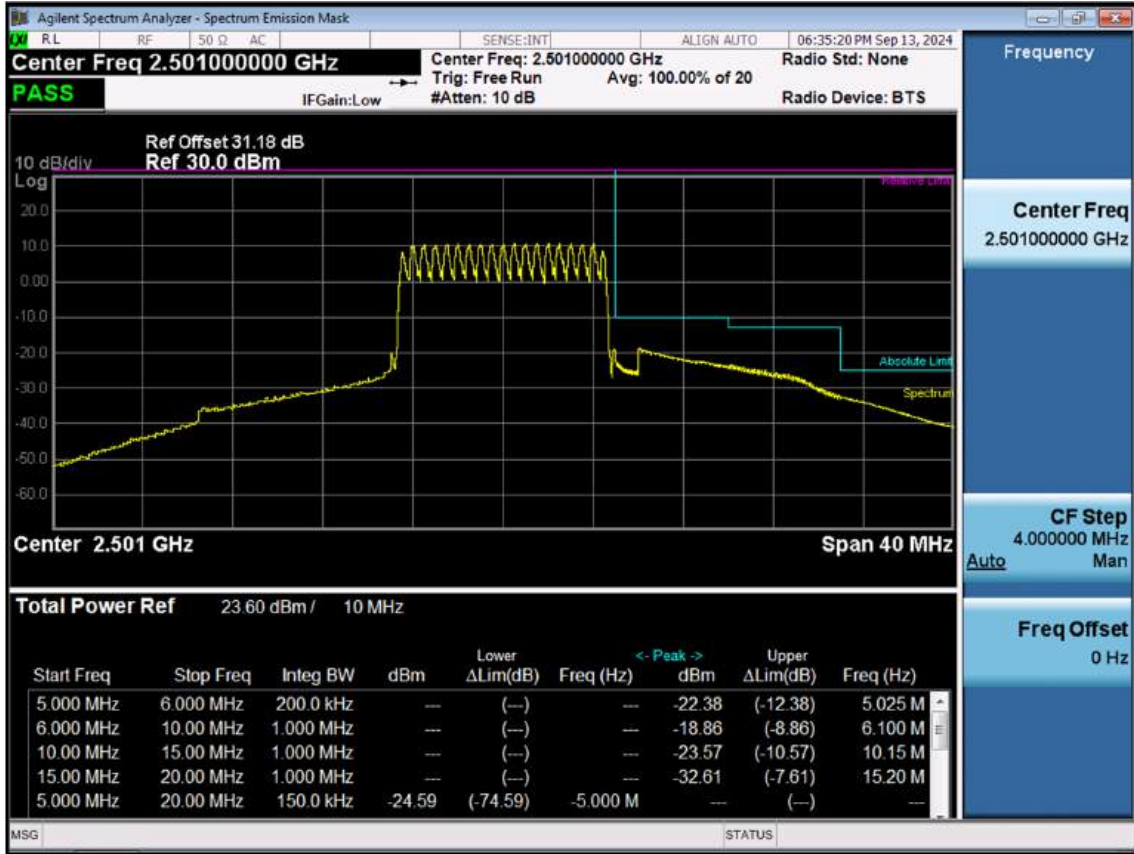 Agilent Spectrum Analyzer - Spectrum Emission Mask
RL RF 50 Ω AC SENSE:INT ALIGN AUTO 06:35:20 PM Sep 13, 2024
Center Freq 2.501000000 GHz
Center Freq: 2.501000000 GHz Radio Std: None
Trig: Free Run Avg: 100.00% of 20
PASS IFGain:Low #Atten: 10 dB Radio Device: BTS
Ref Offset 31.18 dB
10 dB/div Ref 30.0 dBm
Log
Relative Limit
20.0
10.0
0.00
-10.0
-20.0
Absolute Limit
-30.0
Spectrum
-40.0
-50.0
-60.0
Center 2.501 GHz Span 40 MHz
Total Power Ref 23.60 dBm / 10 MHz
Lower <- Peak -> Upper
Start Freq Stop Freq Integ BW dBm ΔLim(dB) Freq (Hz) dBm ΔLim(dB) Freq (Hz)
5.000 MHz 6.000 MHz 200.0 kHz --- (---) --- -22.38 (-12.38) 5.025 M
6.000 MHz 10.00 MHz 1.000 MHz --- (---) --- -18.86 (-8.86) 6.100 M
10.00 MHz 15.00 MHz 1.000 MHz --- (---) --- -23.57 (-10.57) 10.15 M
15.00 MHz 20.00 MHz 1.000 MHz --- (---) --- -32.61 (-7.61) 15.20 M
5.000 MHz 20.00 MHz 150.0 kHz -24.59 (-74.59) -5.000 M --- (---) ---
MSG STATUS
Frequency
Center Freq
2.501000000 GHz
CF Step
4.000000 MHz
Auto Man
Freq Offset
0 Hz